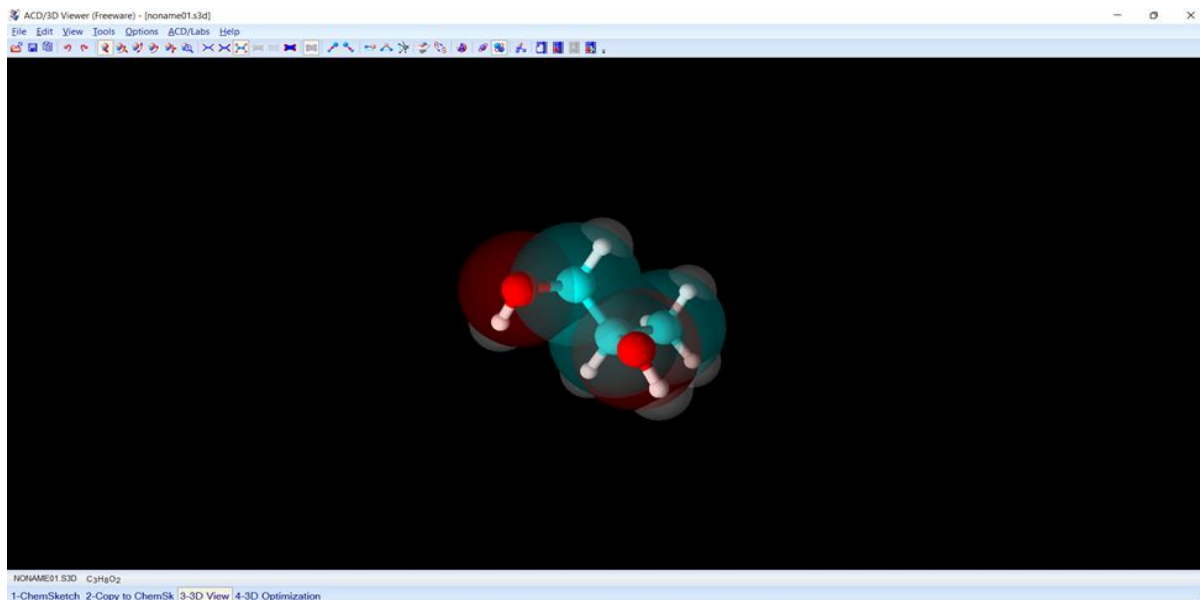 ACD/3D Viewer (Freeware) - [noname01.s3d]
File Edit View Tools Options ACD/Labs Help
NONAME01.S3D C3H8O2
1-ChemSketch 2-Copy to ChemSk 3-3D View 4-3D Optimization